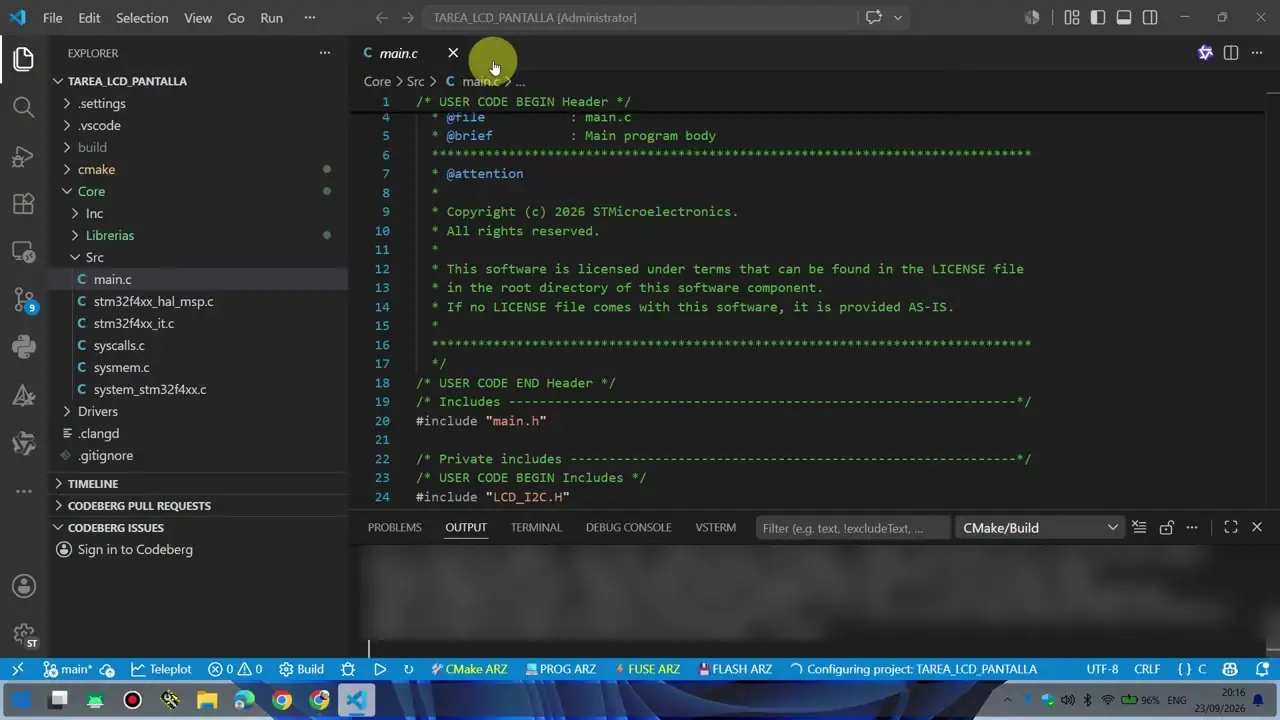 File Edit Selection View Go Run ··· TAREA_LCD_PANTALLA [Administrator]
EXPLORER ···
TAREA_LCD_PANTALLA
.settings
.vscode
build
cmake
Core
Inc
Librerias
Src
main.c
stm32f4xx_hal_msp.c
stm32f4xx_it.c
syscalls.c
sysmem.c
system_stm32f4xx.c
Drivers
.clangd
.gitignore
TIMELINE
CODEBERG PULL REQUESTS
CODEBERG ISSUES
Sign in to Codeberg
C main.c
Core > Src > C main.c > ...
1 /* USER CODE BEGIN Header */
4 * @file : main.c
5 * @brief : Main program body
6 ******************************************************************************
7 * @attention
8 *
9 * Copyright (c) 2026 STMicroelectronics.
10 * All rights reserved.
11 *
12 * This software is licensed under terms that can be found in the LICENSE file
13 * in the root directory of this software component.
14 * If no LICENSE file comes with this software, it is provided AS-IS.
15 *
16 ******************************************************************************
17 */
18 /* USER CODE END Header */
19 /* Includes ------------------------------------------------------------------*/
20 #include "main.h"
21
22 /* Private includes ----------------------------------------------------------*/
23 /* USER CODE BEGIN Includes */
24 #include "LCD_I2C.H"
PROBLEMS OUTPUT TERMINAL DEBUG CONSOLE VSTERM Filter (e.g. text, !excludeText, ... CMake/Build
main* Teleplot 0 0 Build CMake ARZ PROG ARZ FUSE ARZ FLASH ARZ Configuring project: TAREA_LCD_PANTALLA UTF-8 CRLF { } C
9
ST
96% ENG 20:16
23/09/2026